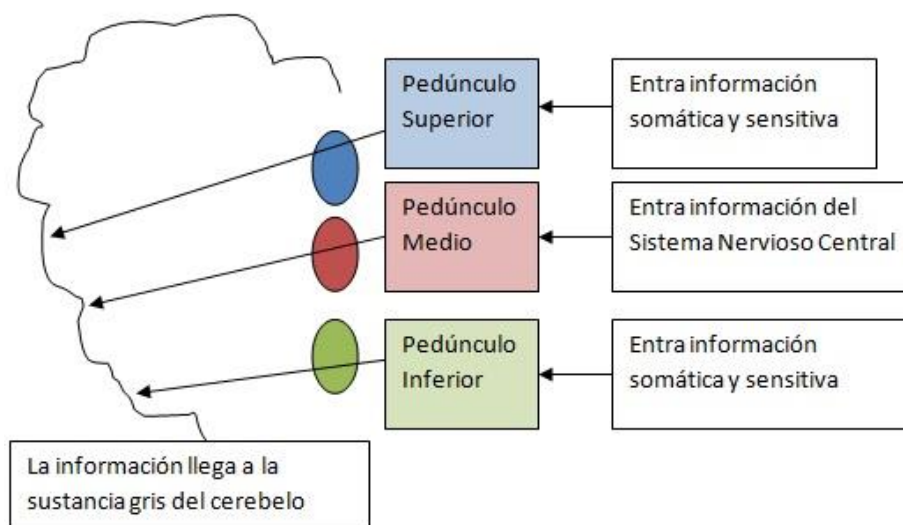 Pedúnculo
Superior
Entra información
somática y sensitiva
Pedúnculo
Medio
Entra información del
Sistema Nervioso Central
Pedúnculo
Inferior
Entra información
somática y sensitiva
La información llega a la
sustancia gris del cerebelo